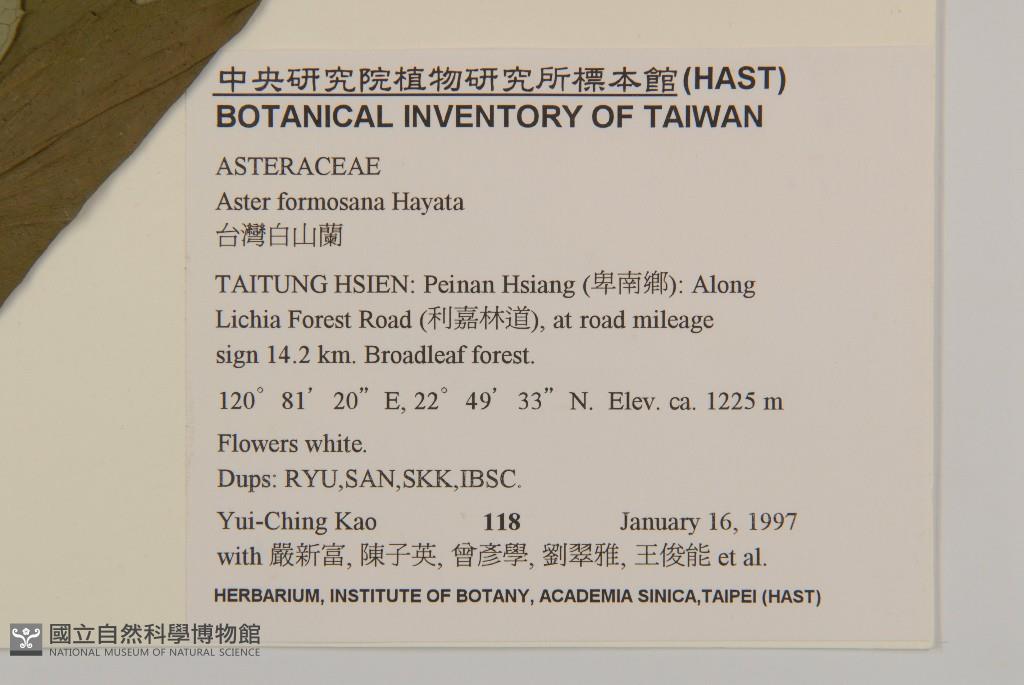 中央研究院植物研究所標本館(HAST)
BOTANICAL INVENTORY OF TAIWAN
ASTERACEAE
Aster formosana Hayata
台灣白山蘭
TAITUNG HSIEN: Peinan Hsiang (卑南鄉): Along
Lichia Forest Road (利嘉林道), at road mileage
sign 14.2 km. Broadleaf forest.
120° 81’ 20” E, 22° 49’ 33” N. Elev. ca. 1225 m
Flowers white.
Dups: RYU,SAN,SKK,IBSC.
Yui-Ching Kao 118 January 16, 1997
with 嚴新富, 陳子英, 曾彥學, 劉翠雅, 王俊能 et al.
HERBARIUM, INSTITUTE OF BOTANY, ACADEMIA SINICA,TAIPEI (HAST)
國立自然科學博物館
NATIONAL MUSEUM OF NATURAL SCIENCE